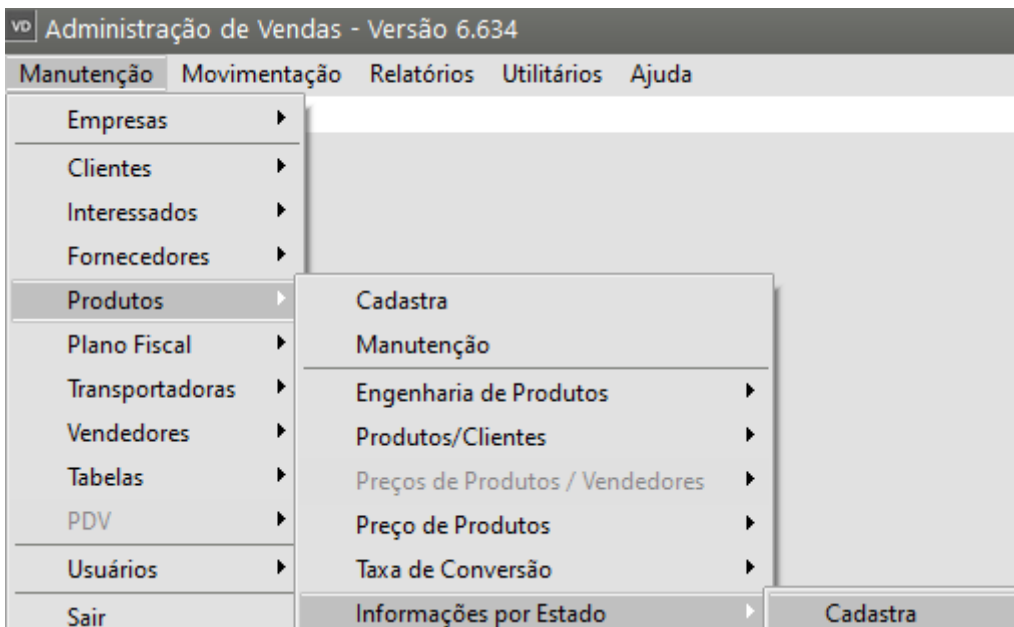 VD Administração de Vendas - Versão 6.634
Manutenção Movimentação Relatórios Utilitários Ajuda
Empresas
Clientes
Interessados
Fornecedores
Produtos
Plano Fiscal
Transportadoras
Vendedores
Tabelas
PDV
Usuários
Sair
Cadastra
Manutenção
Engenharia de Produtos
Produtos/Clientes
Preços de Produtos / Vendedores
Preço de Produtos
Taxa de Conversão
Informações por Estado
Cadastra